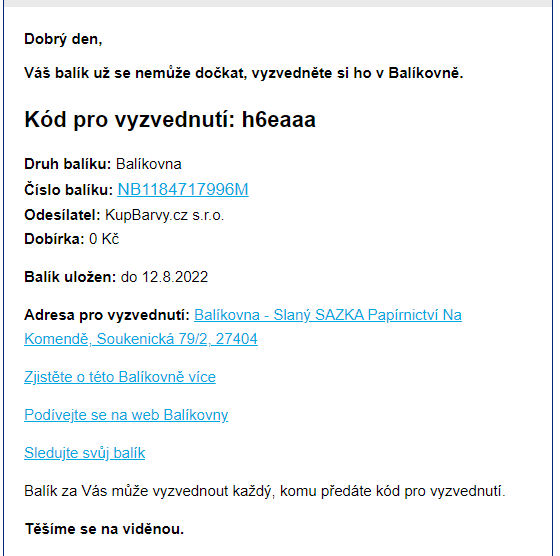 Dobrý den,
Váš balík už se nemůže dočkat, vyzvedněte si ho v Balíkovně.
Kód pro vyzvednutí: h6eaaa
Druh balíku: Balíkovna
Číslo balíku: NB1184717996M
Odesílatel: KupBarvy.cz s.r.o.
Dobírka: 0 Kč
Balík uložen: do 12.8.2022
Adresa pro vyzvednutí: Balíkovna - Slaný SAZKA Papírnictví Na
Komendě, Soukenická 79/2, 27404
Zjistěte o této Balíkovně více
Podívejte se na web Balíkovny
Sledujte svůj balík
Balík za Vás může vyzvednout každý, komu předáte kód pro vyzvednutí.
Těšíme se na viděnou.